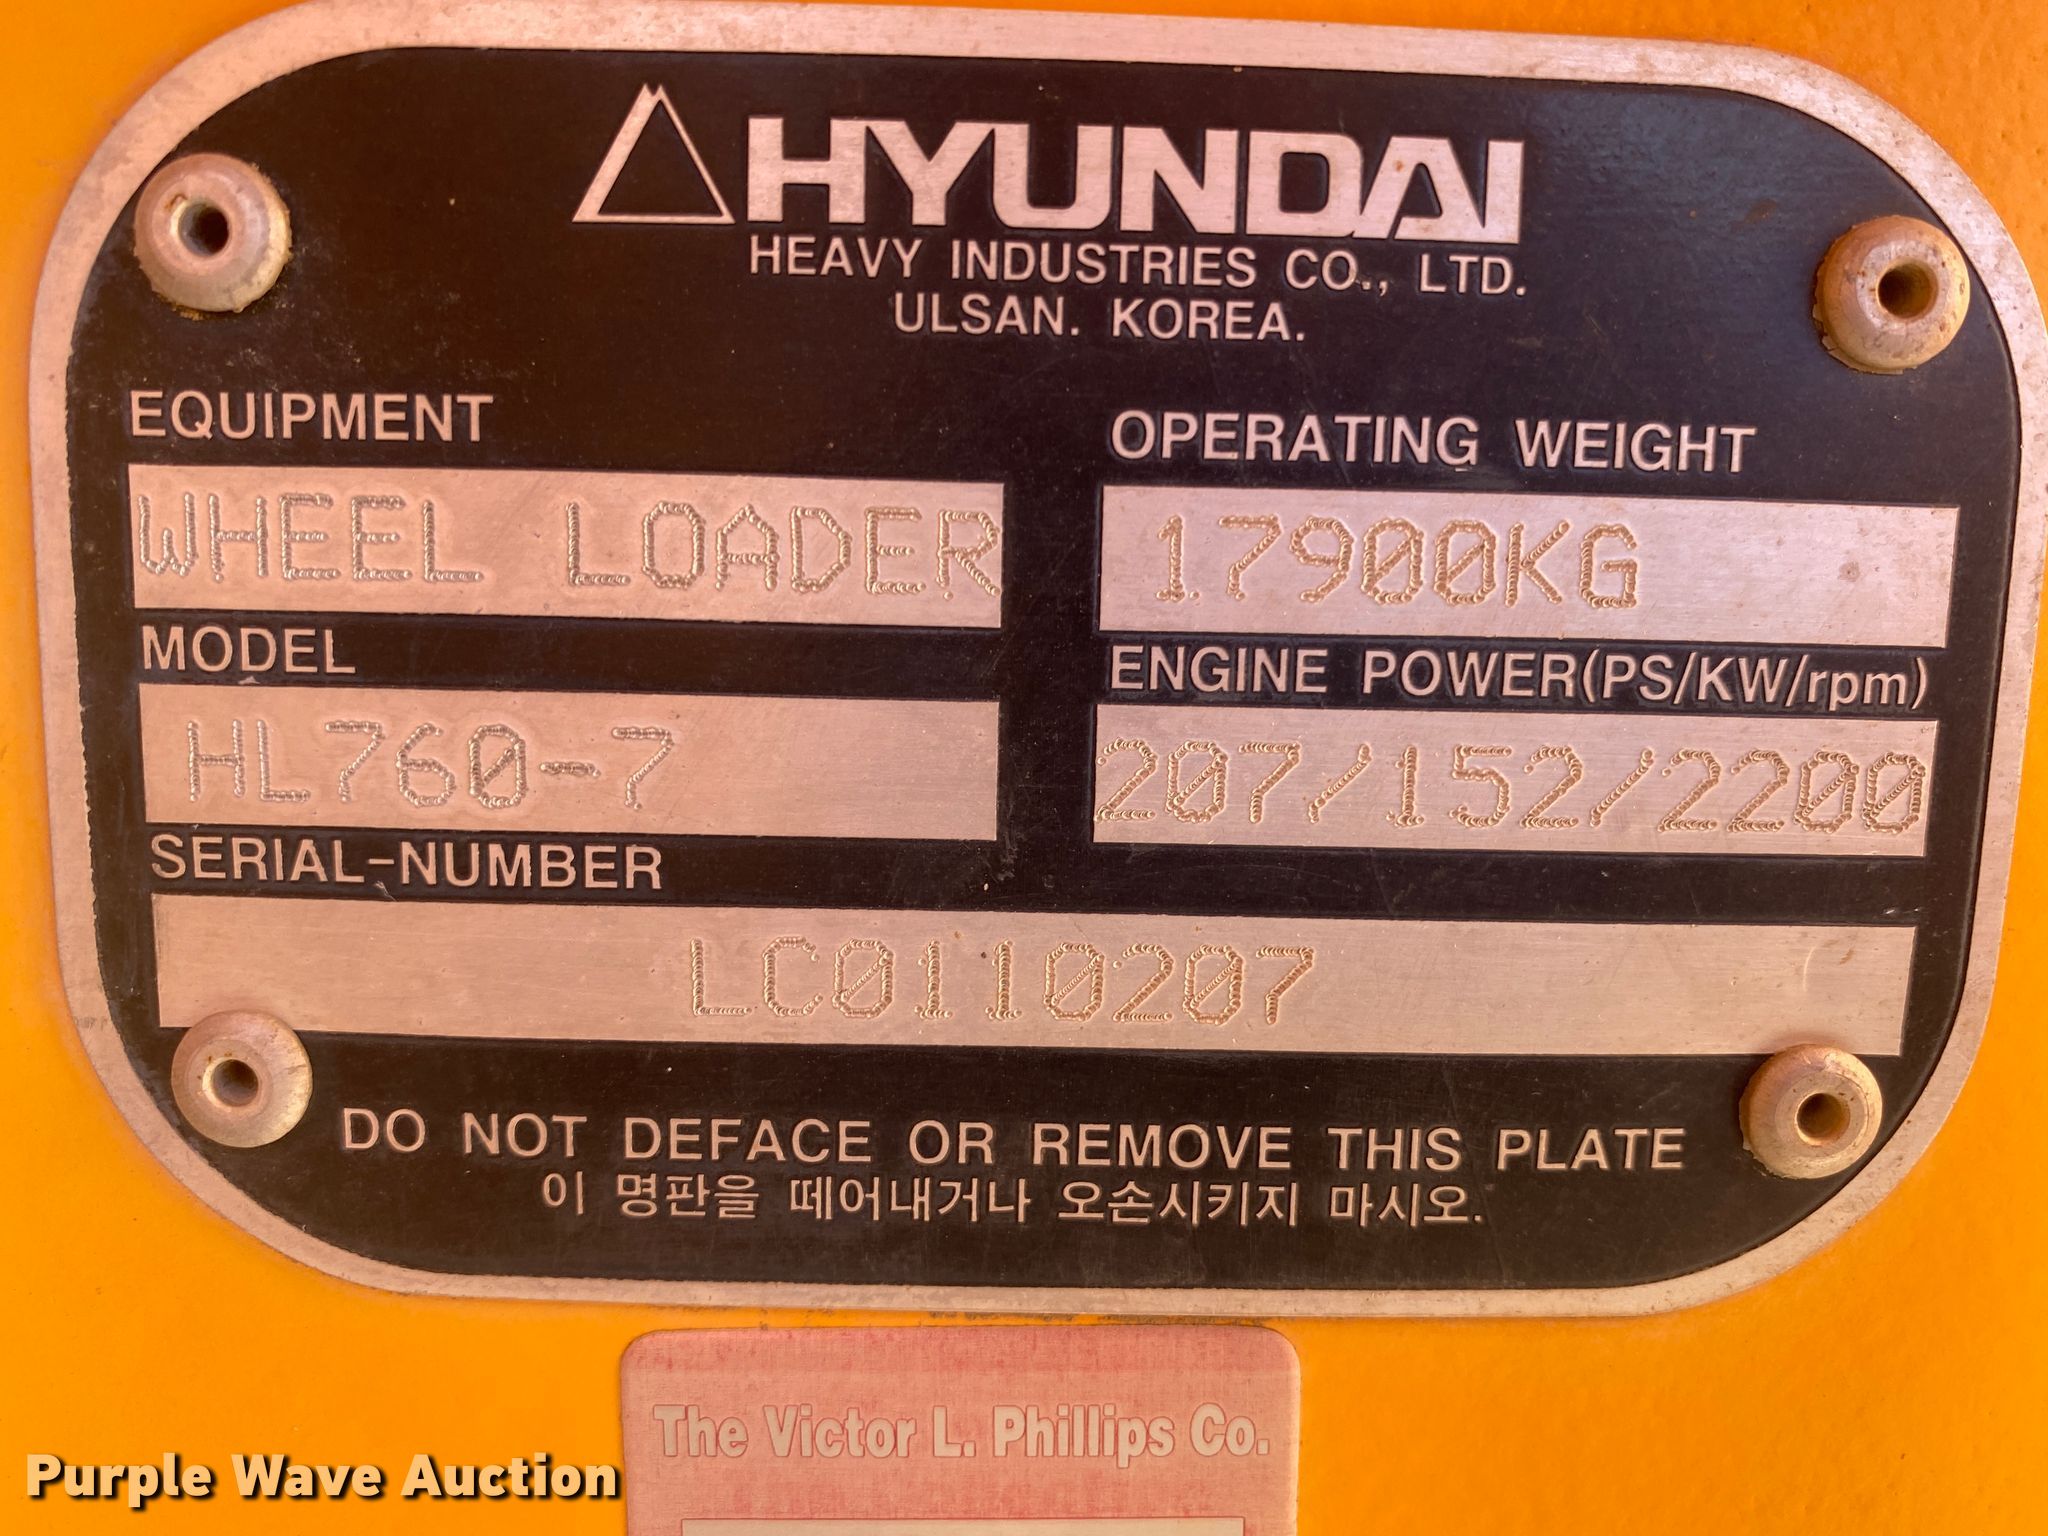 HYUNDAI
HEAVY INDUSTRIES CO., LTD.
ULSAN. KOREA.
EQUIPMENT
WHEEL LOADER
OPERATING WEIGHT
17900KG
MODEL
HL760-7
ENGINE POWER(PS/KW/rpm)
207/152/2200
SERIAL-NUMBER
LC0110207
DO NOT DEFACE OR REMOVE THIS PLATE
이 명판을 떼어내거나 오손시키지 마시오.
The Victor L. Phillips Co.
Purple Wave Auction